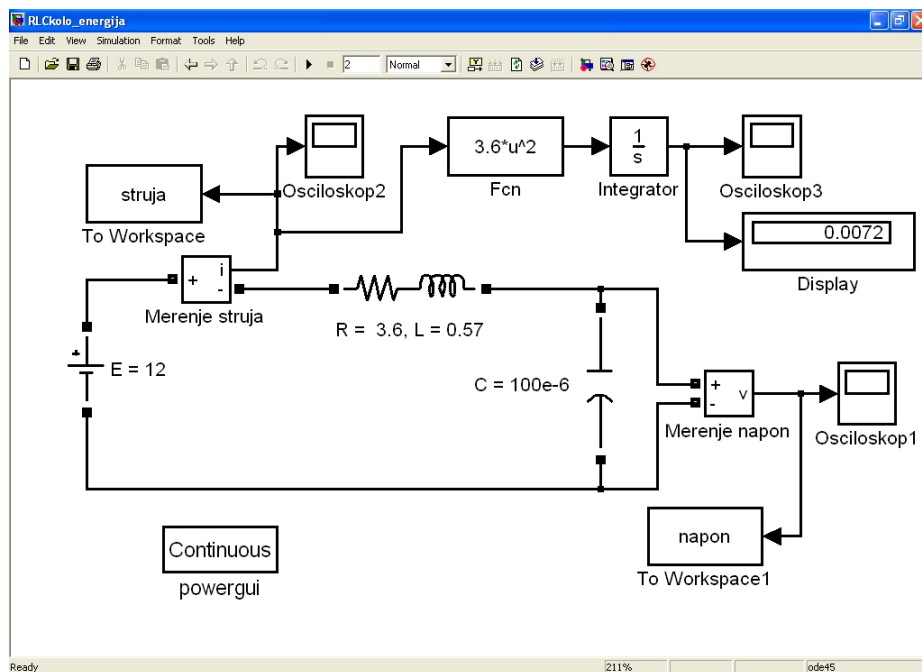 RLCkolo_energija
File Edit View Simulation Format Tools Help
2 Normal
3.6*u^2
Fcn
1
s
Integrator
Osciloskop2
Osciloskop3
struja
To Workspace
0.0072
Display
i
+
-
Merenje struja
R = 3.6, L = 0.57
+
E = 12
C = 100e-6
+
-
v
Merenje napon
Osciloskop1
napon
To Workspace1
Continuous
powergui
Ready 211% ode45